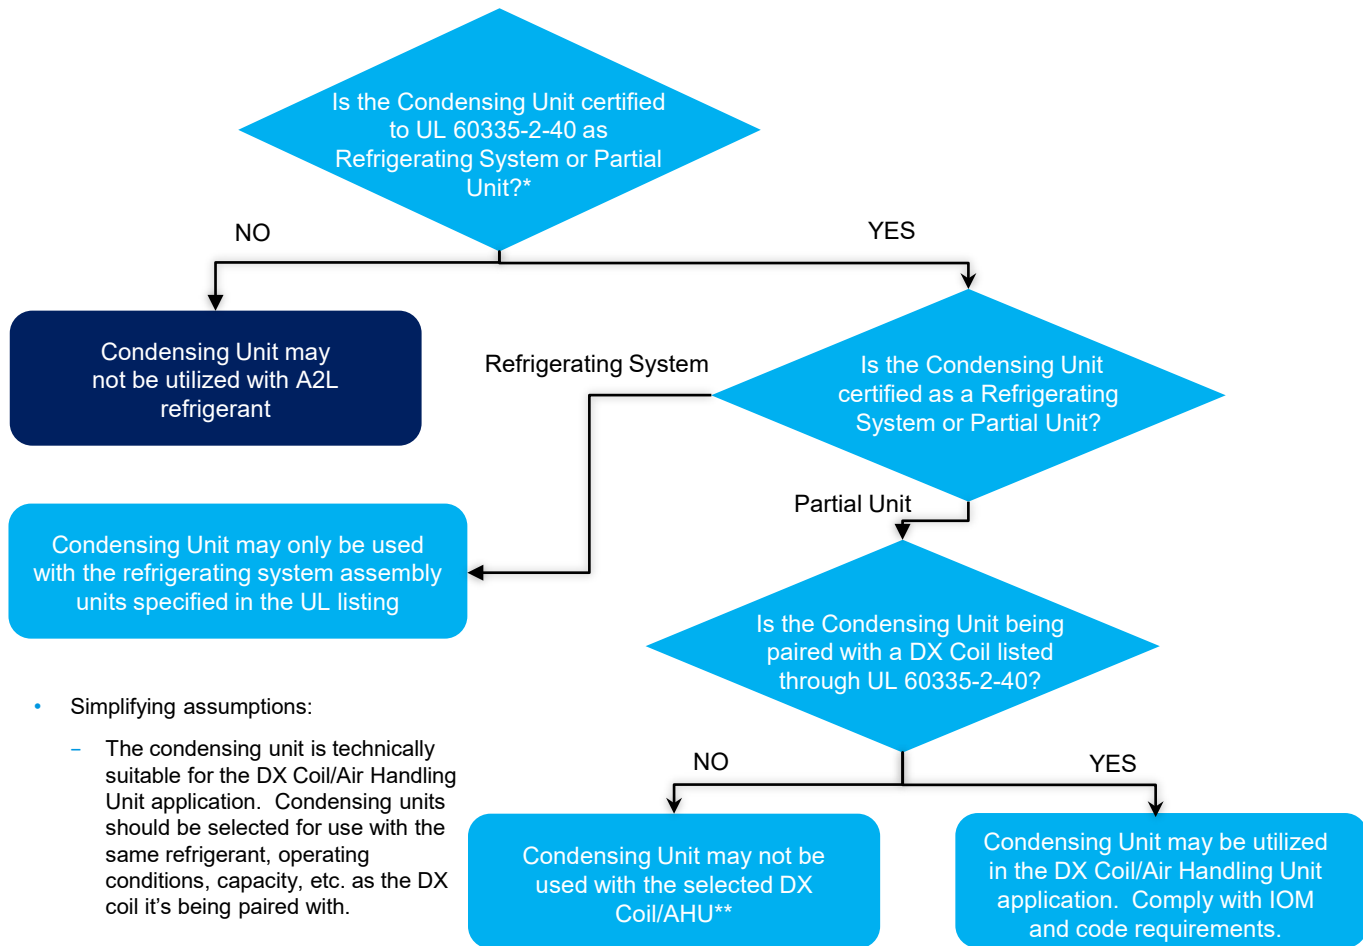 Is the Condensing Unit certified
to UL 60335-2-40 as
Refrigerating System or Partial
Unit?*
NO
YES
Condensing Unit may
not be utilized with A2L
refrigerant
Refrigerating System
Is the Condensing Unit
certified as a Refrigerating
System or Partial Unit?
Partial Unit
Condensing Unit may only be used
with the refrigerating system assembly
units specified in the UL listing
Is the Condensing Unit being
paired with a DX Coil listed
through UL 60335-2-40?
• Simplifying assumptions:
– The condensing unit is technically
suitable for the DX Coil/Air Handling
Unit application.  Condensing units
should be selected for use with the
same refrigerant, operating
conditions, capacity, etc. as the DX
coil it's being paired with.
NO
YES
Condensing Unit may not be
used with the selected DX
Coil/AHU**
Condensing Unit may be utilized
in the DX Coil/Air Handling Unit
application.  Comply with IOM
and code requirements.